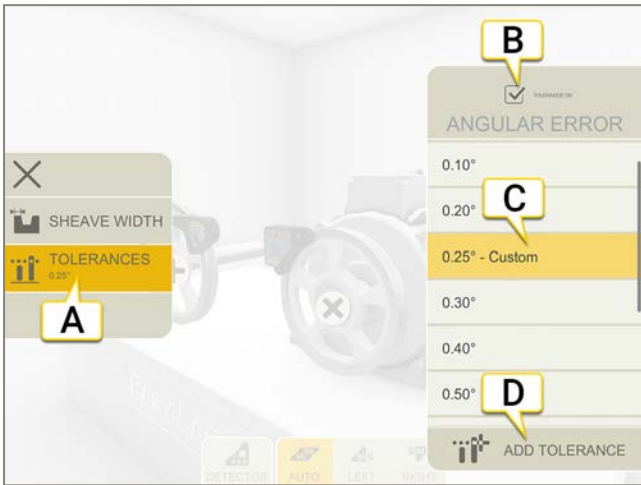 B
TOLERANCE ON
ANGULAR ERROR
0.10°
0.20°
C
0.25° - Custom
0.30°
0.40°
0.50°
D
ADD TOLERANCE
SHEAVE WIDTH
TOLERANCES
0.25°
A
DETECTOR
AUTO
LEFT
RIGHT